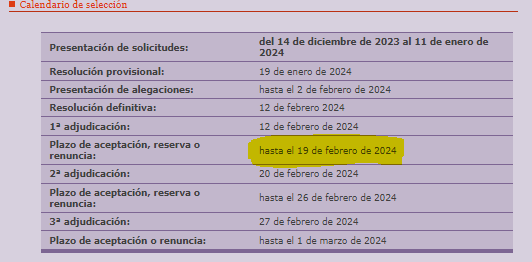 Calendario de selección
Presentación de solicitudes: del 14 de diciembre de 2023 al 11 de enero de
2024
Resolución provisional: 19 de enero de 2024
Presentación de alegaciones: hasta el 2 de febrero de 2024
Resolución definitiva: 12 de febrero de 2024
1ª adjudicación: 12 de febrero de 2024
Plazo de aceptación, reserva o
renuncia: hasta el 19 de febrero de 2024
2ª adjudicación: 20 de febrero de 2024
Plazo de aceptación, reserva o
renuncia: hasta el 26 de febrero de 2024
3ª adjudicación: 27 de febrero de 2024
Plazo de aceptación o renuncia: hasta el 1 de marzo de 2024